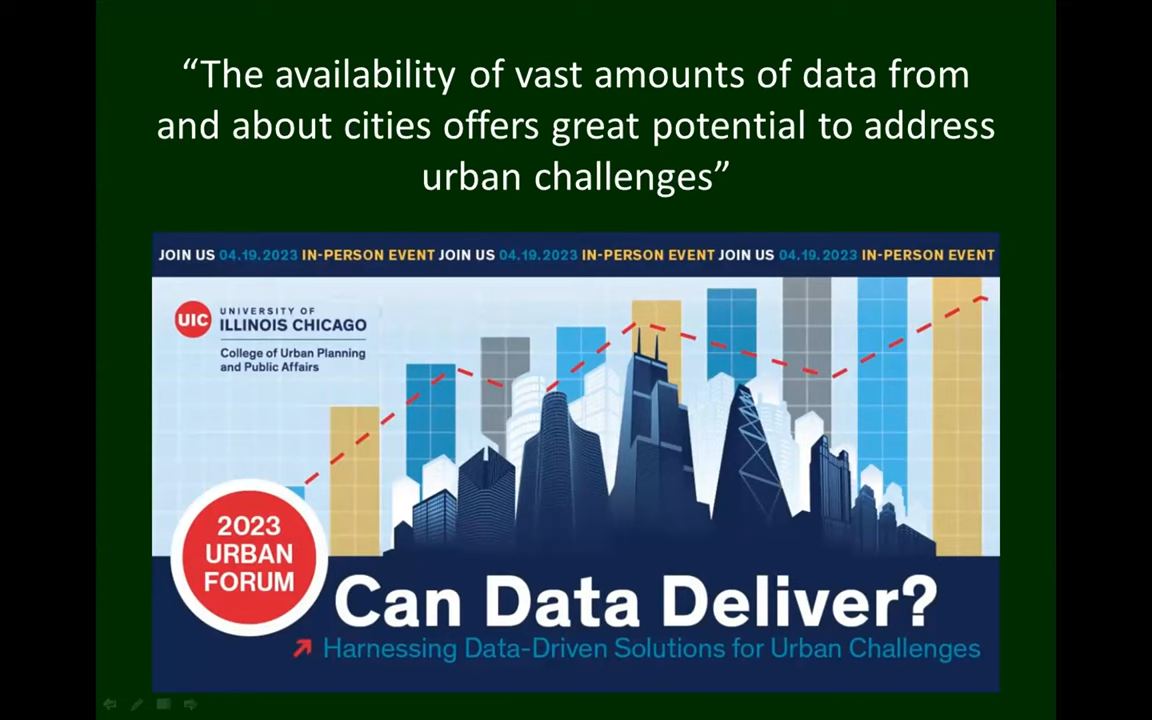 “The availability of vast amounts of data from
and about cities offers great potential to address
urban challenges”
JOIN US 04.19.2023 IN-PERSON EVENT JOIN US 04.19.2023 IN-PERSON EVENT JOIN US 04.19.2023 IN-PERSON EVENT
UIC
UNIVERSITY OF
ILLINOIS CHICAGO
College of Urban Planning
and Public Affairs
2023
URBAN
FORUM
Can Data Deliver?
Harnessing Data-Driven Solutions for Urban Challenges